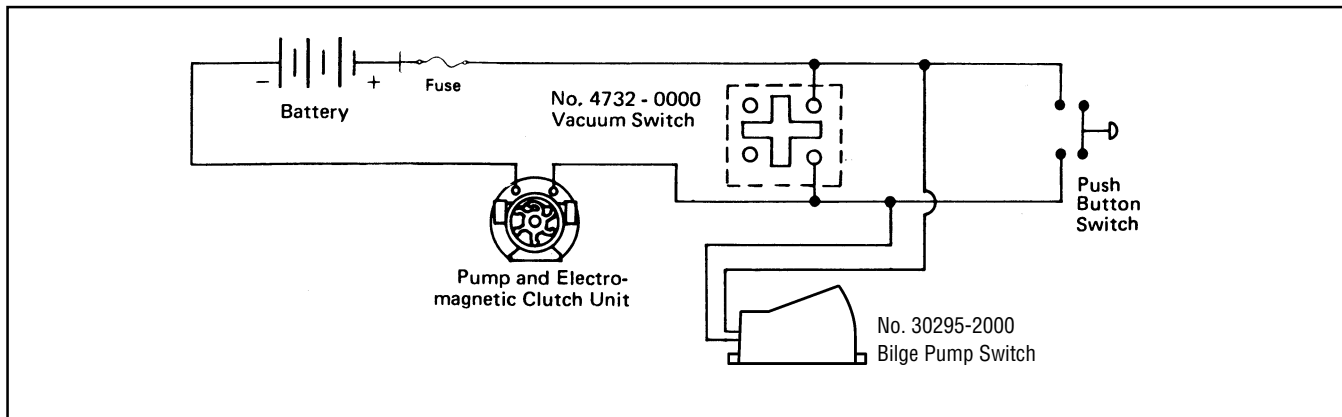 −
+
Fuse
Battery
No. 4732 - 0000
Vacuum Switch
Push
Button
Switch
Pump and Electro-
magnetic Clutch Unit
No. 30295-2000
Bilge Pump Switch